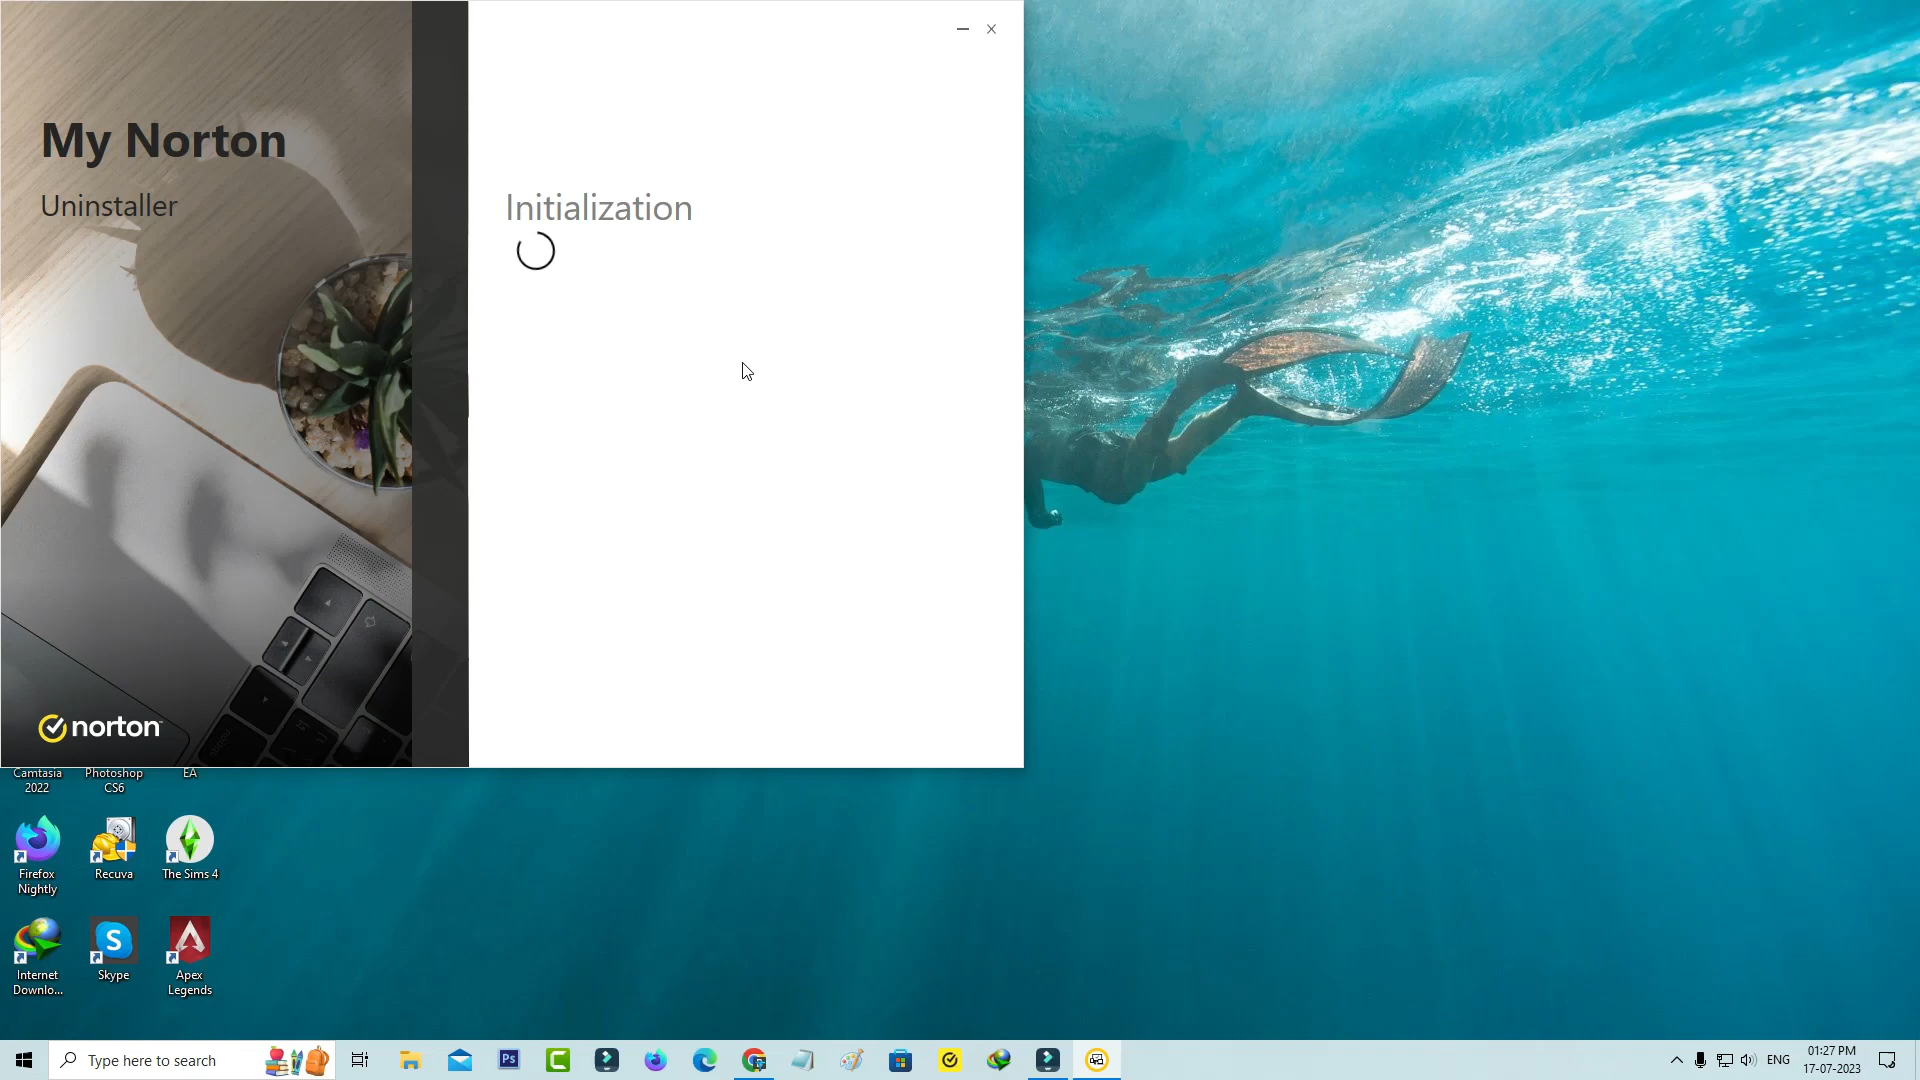 My Norton
Uninstaller
norton
Initialization
Camtasia
2022
Photoshop
CS6
EA
Firefox
Nightly
Recuva
The Sims 4
Internet
Downlo...
S
Skype
Apex
Legends
Type here to search
Ps
C
ENG
01:27 PM
17-07-2023